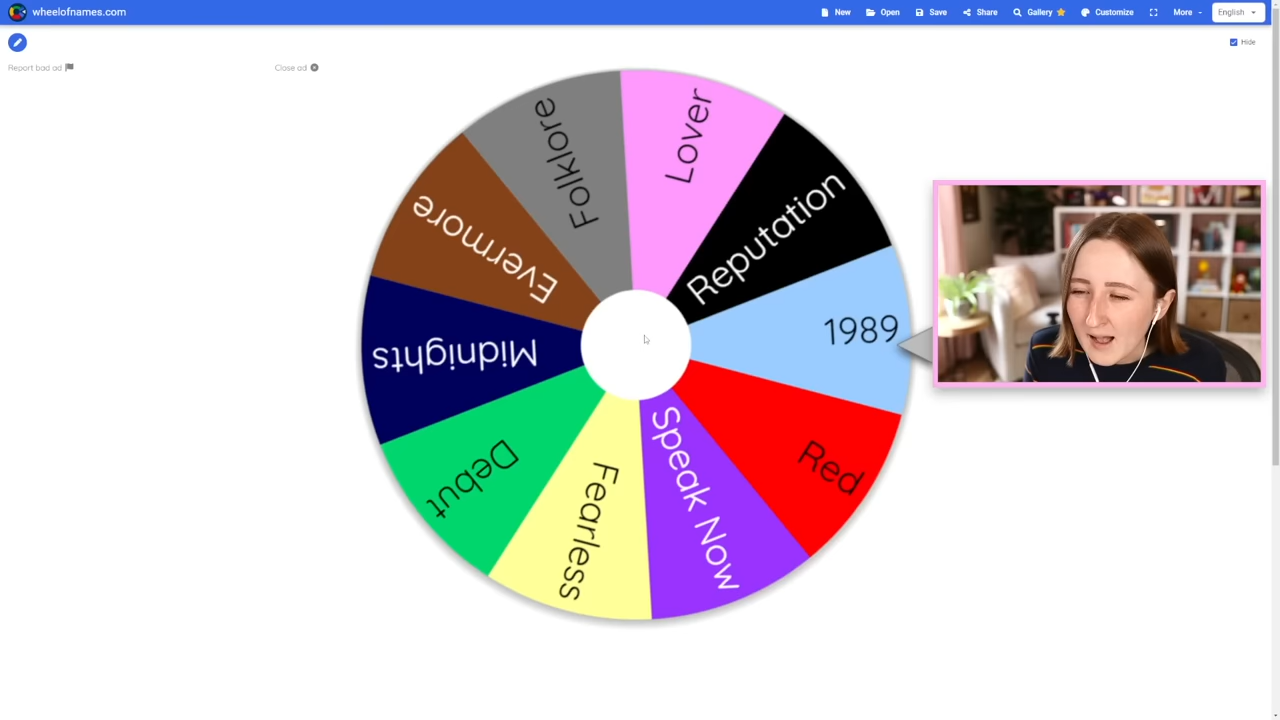 wheelofnames.com
New
Open
Save
Share
Gallery
Customize
More
English
Hide
Report bad ad
Close ad
Folklore
Lover
Reputation
Evermore
1989
Midnights
Red
Debut
Fearless
Speak Now